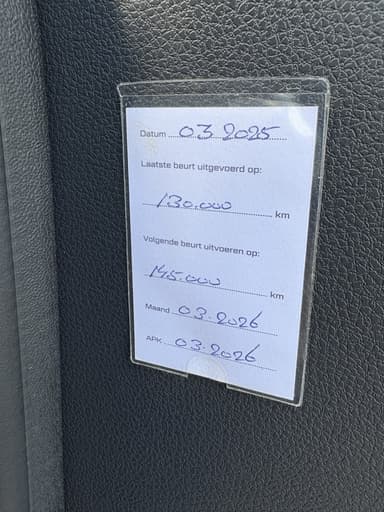 Datum 03 2025
Laatste beurt uitgevoerd op:
130.000 km
Volgende beurt uitvoeren op:
145.000 km
Maand 03.2026
APK 03.2026